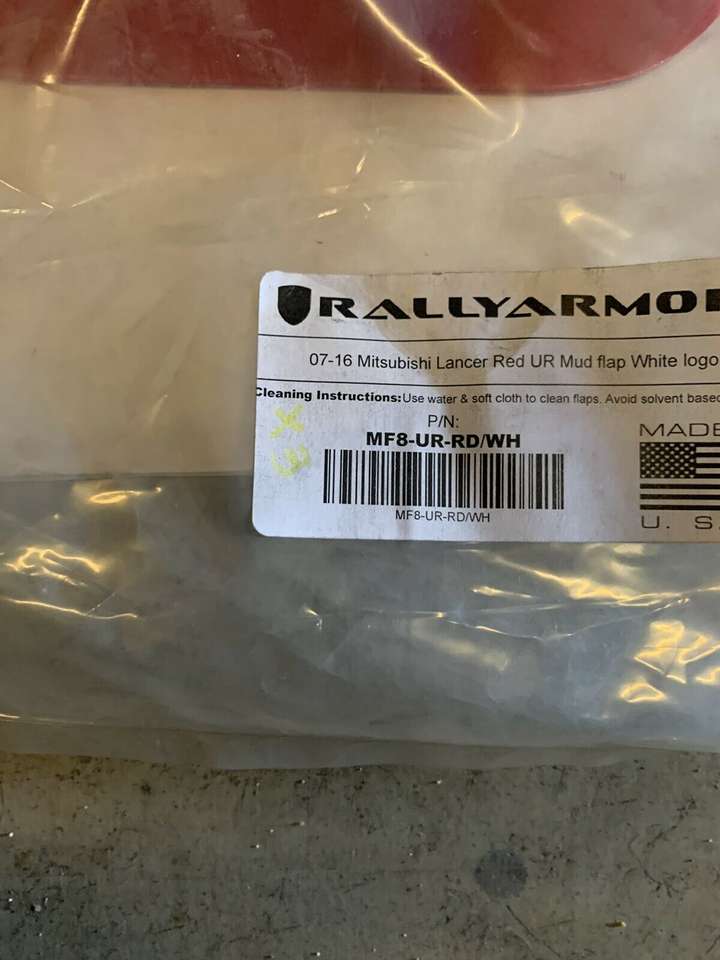 RALLYARMO
07-16 Mitsubishi Lancer Red UR Mud flap White logo
Cleaning Instructions: Use water & soft cloth to clean flaps. Avoid solvent based
P/N:
MF8-UR-RD/WH
MF8-UR-RD/WH
MADE
U. S.